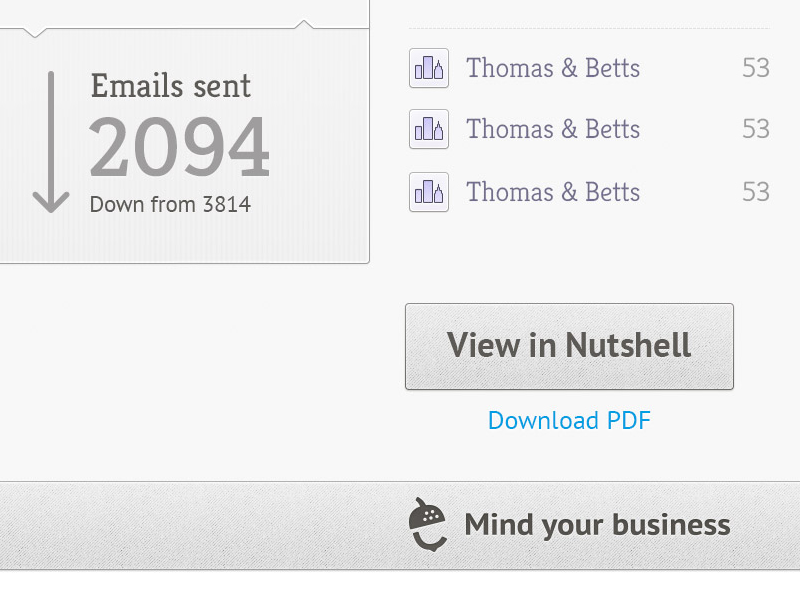 Emails sent
2094
Down from 3814
Thomas & Betts 53
Thomas & Betts 53
Thomas & Betts 53
View in Nutshell
Download PDF
Mind your business